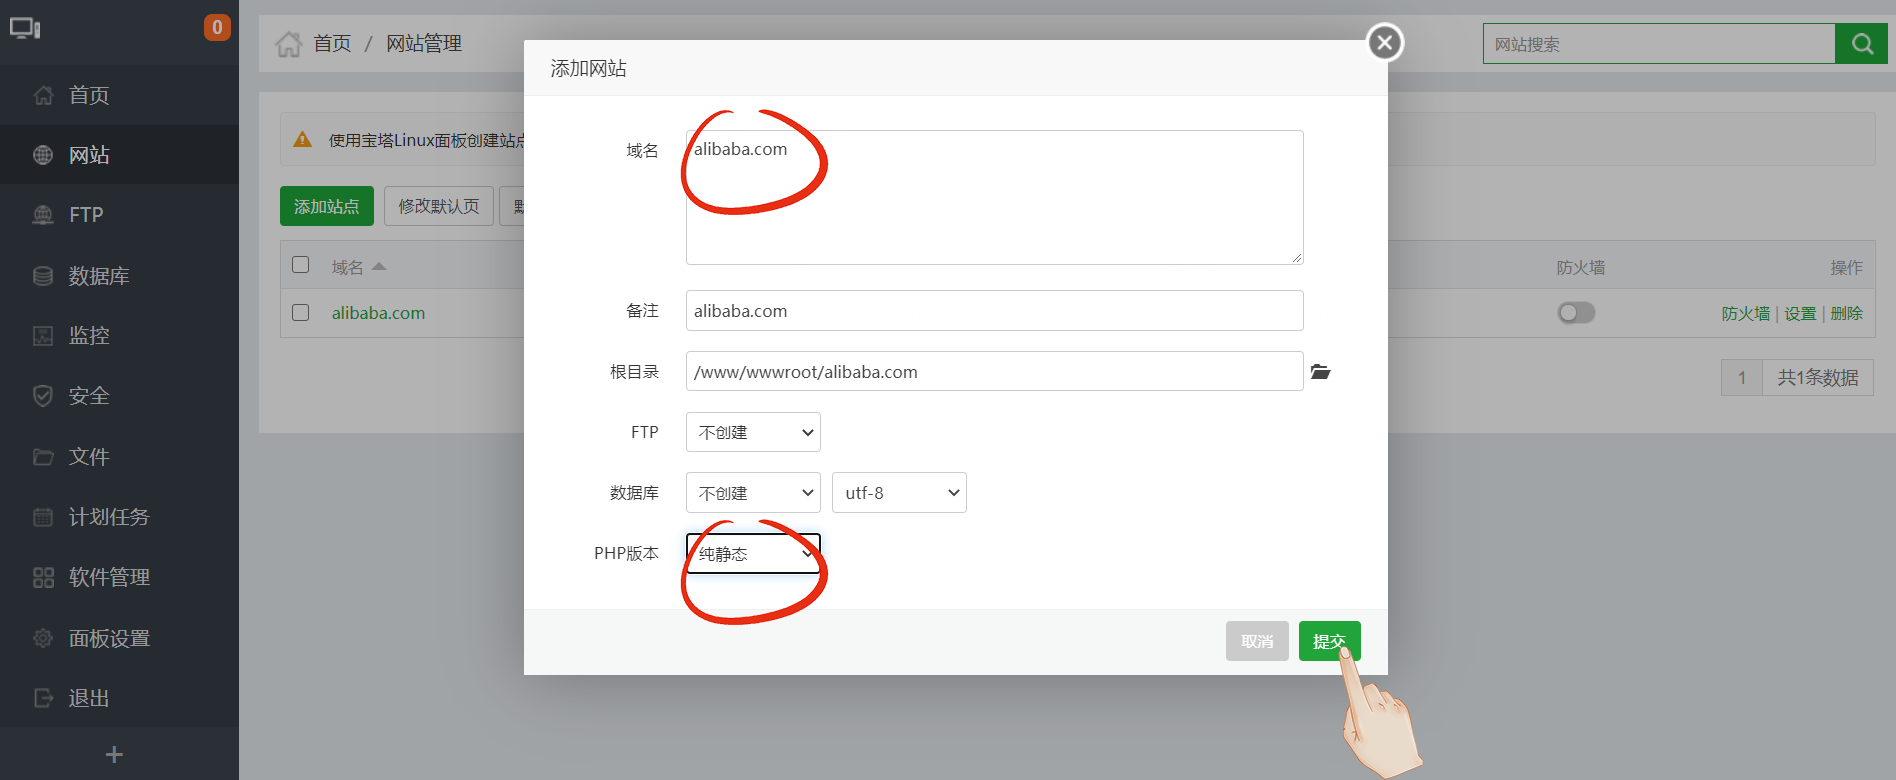 0
首页
网站
FTP
数据库
监控
安全
文件
计划任务
软件管理
面板设置
退出
首页 / 网站管理
网站搜索
使用宝塔Linux面板创建站点
添加站点
修改默认页
域名
防火墙
操作
alibaba.com
防火墙 | 设置 | 删除
1
共1条数据
添加网站
域名
alibaba.com
备注
alibaba.com
根目录
/www/wwwroot/alibaba.com
FTP
不创建
数据库
不创建
utf-8
PHP版本
纯静态
取消
提交